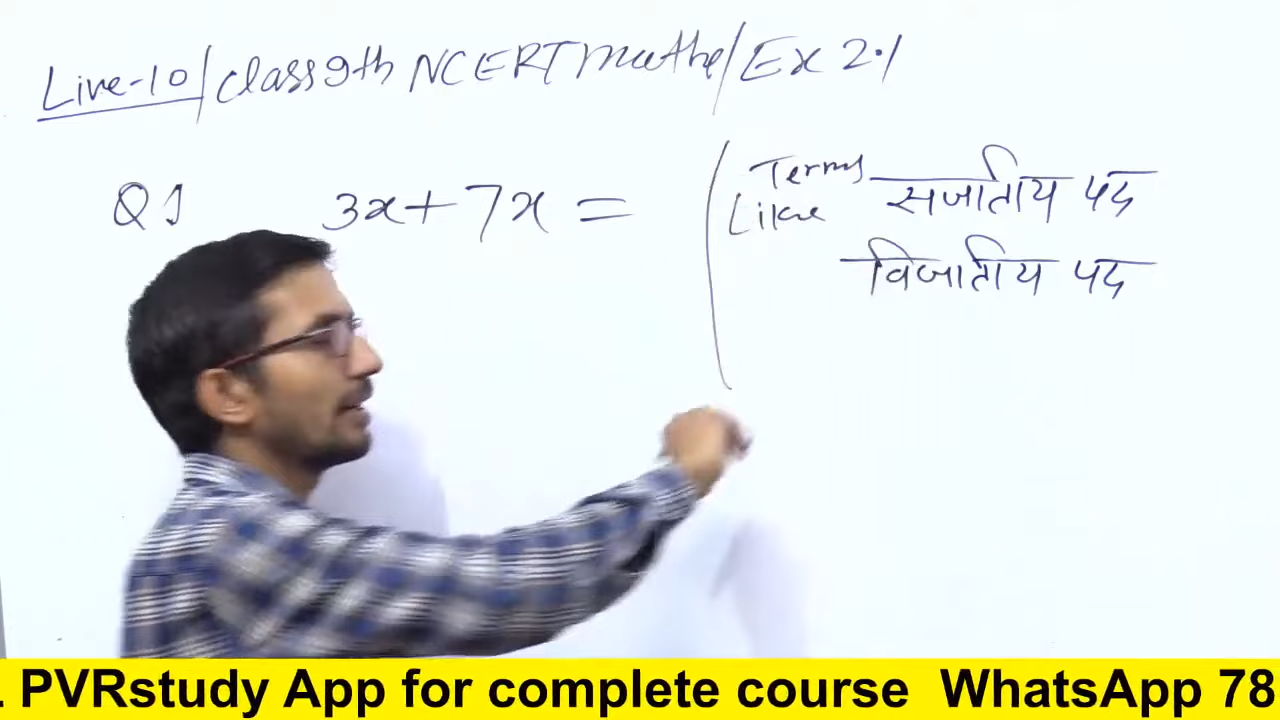 Live-10/class 9th NCERT maths/Ex 2.1
Q1 3x+7x =
Terms
Like सजातीय पद
विजातीय पद
PVRstudy App for complete course WhatsApp 78